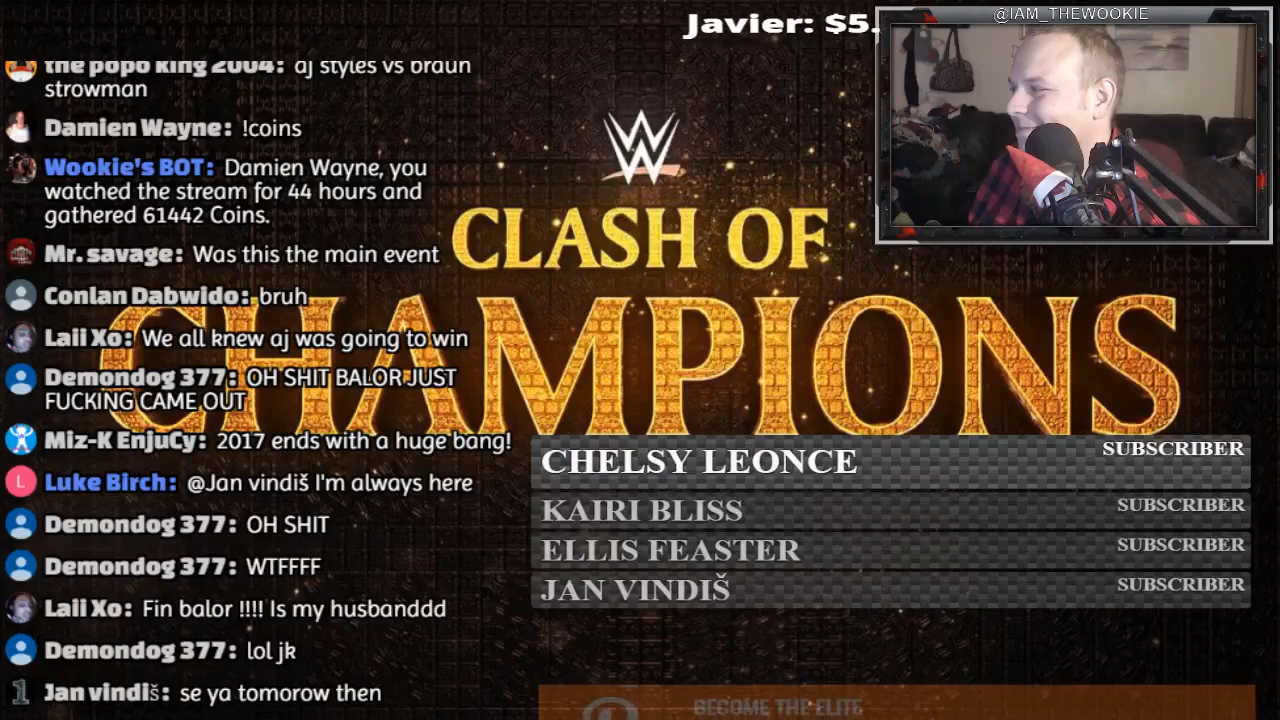 Javier: $5.
@IAM_THEWOOKIE
the popo king 2004: aj styles vs braun
strowman
Damien Wayne: !coins
Wookie's BOT: Damien Wayne, you
watched the stream for 44 hours and
gathered 61442 Coins.
Mr. savage: Was this the main event
Conlan Dabwido: bruh
Laii Xo: We all knew aj was going to win
Demondog 377: OH SHIT BALOR JUST
FUCKING CAME OUT
Miz-K EnjuCy: 2017 ends with a huge bang!
L Luke Birch: @Jan vindiš I'm always here
Demondog 377: OH SHIT
Demondog 377: WTFFFF
Laii Xo: Fin balor !!!! Is my husbanddd
Demondog 377: lol jk
1 Jan vindiš: se ya tomorow then
W
CLASH OF
CHAMPIONS
CHELSY LEONCE SUBSCRIBER
KAIRI BLISS SUBSCRIBER
ELLIS FEASTER SUBSCRIBER
JAN VINDIŠ SUBSCRIBER
BECOME THE ELITE